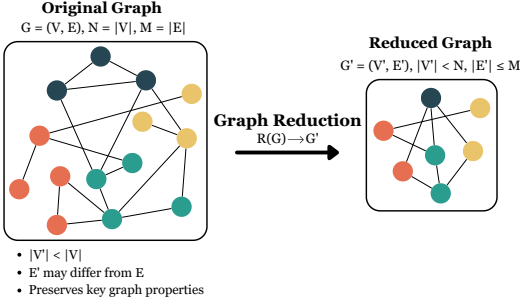 Original Graph
G = (V, E), N = |V|, M = |E|
Reduced Graph
G' = (V', E'), |V'| < N, |E'| ≤ M
Graph Reduction
R(G)→G'
• |V'| < |V|
• E' may differ from E
• Preserves key graph properties